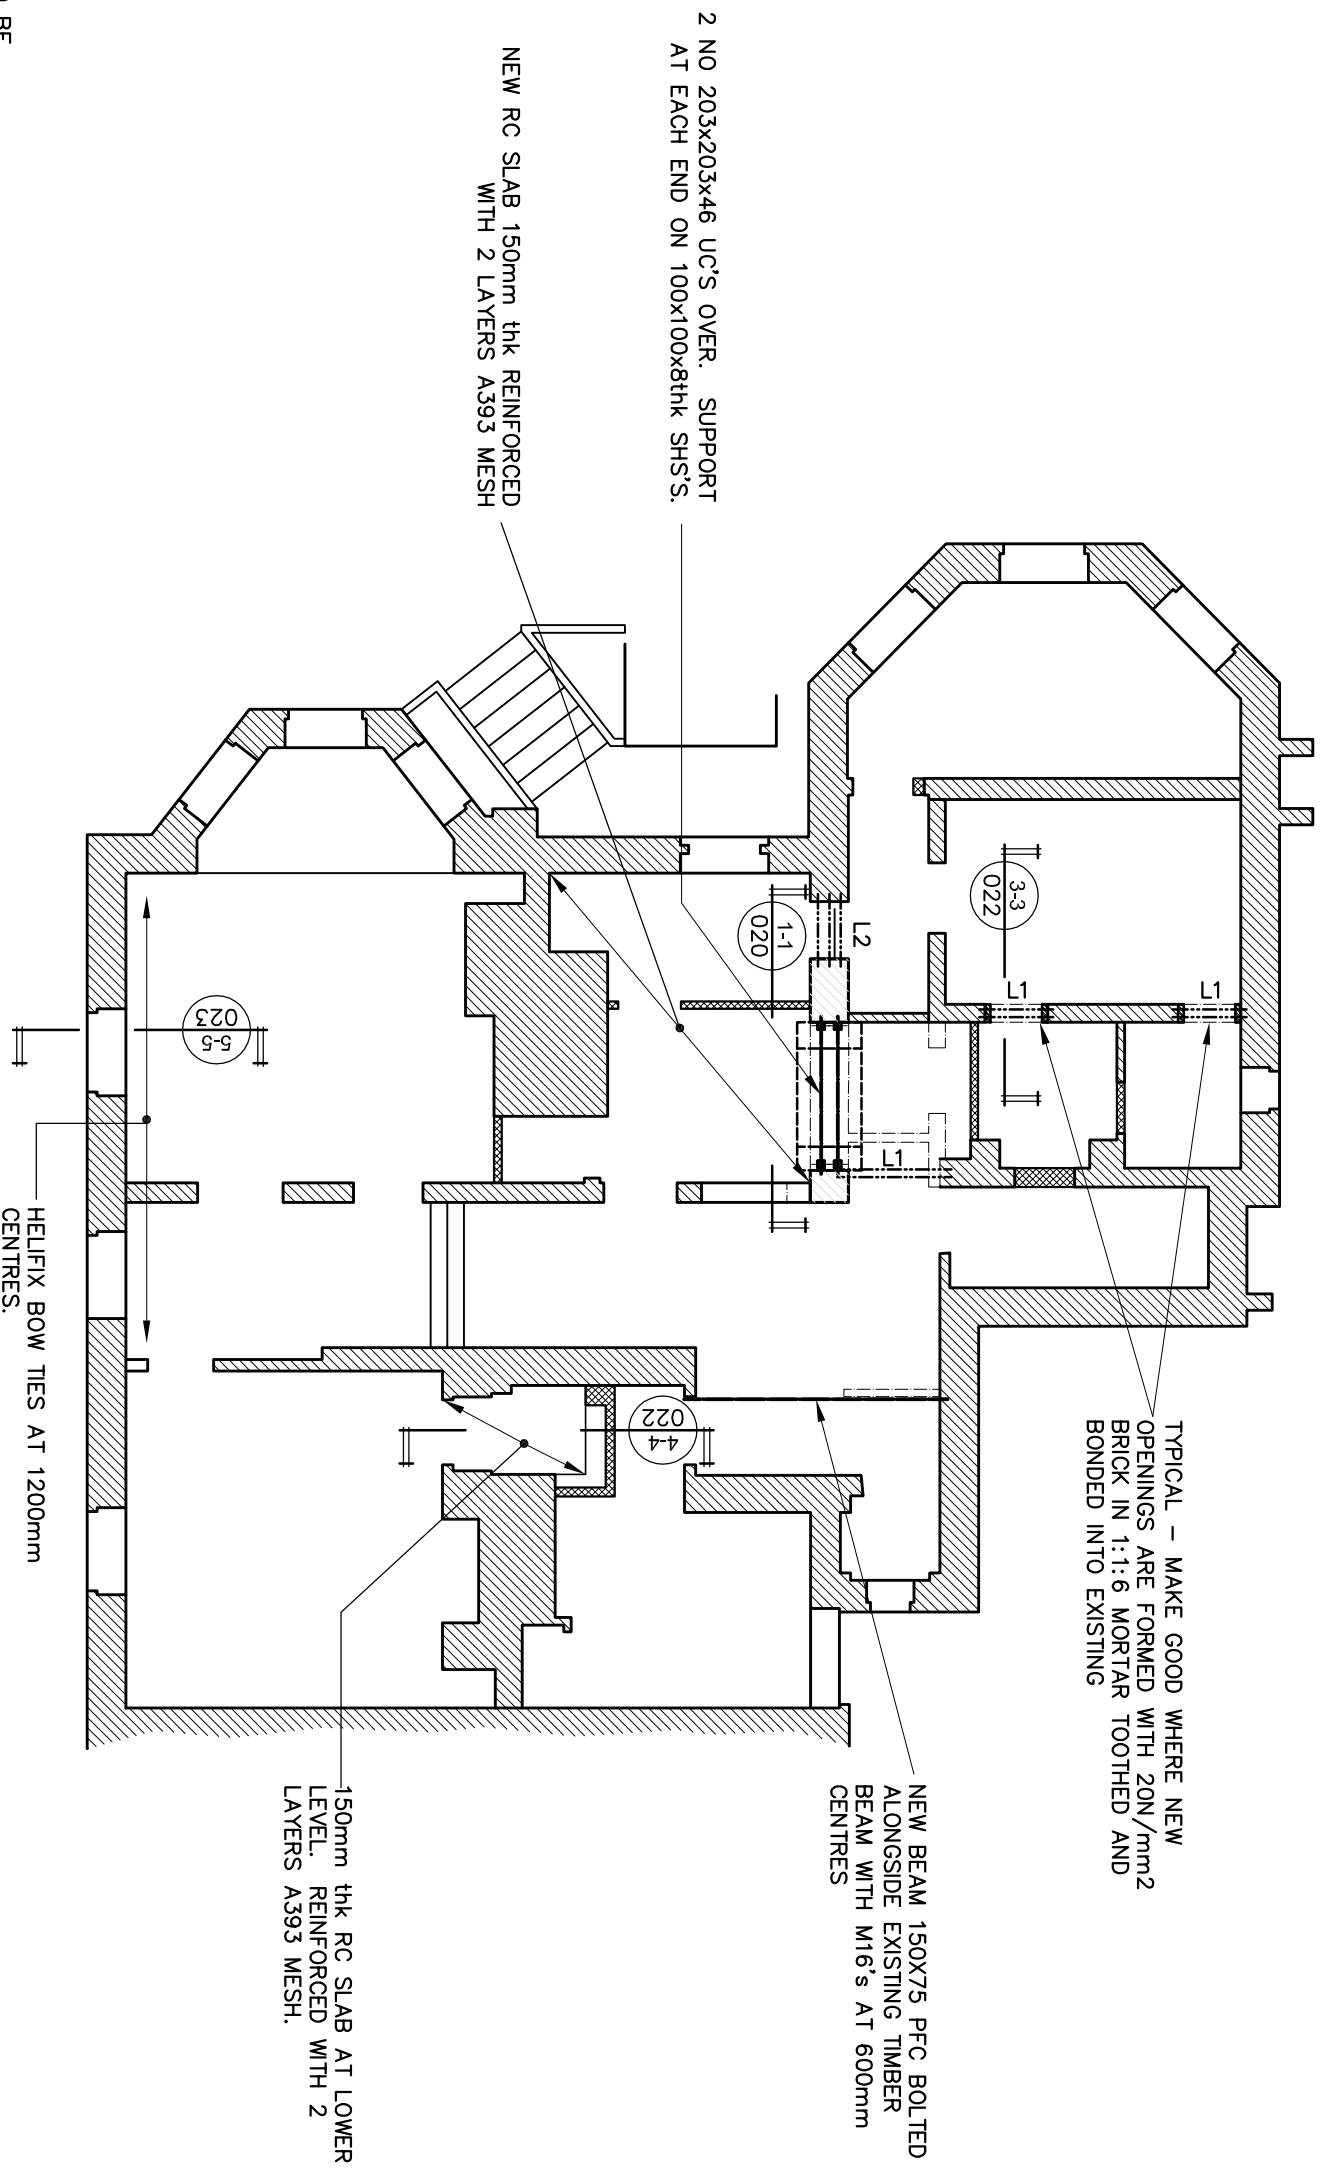 2 NO 203x203x46 UC'S OVER. SUPPORT
AT EACH END ON 100x100x8thk SHS'S.
NEW RC SLAB 150mm thk REINFORCED
WITH 2 LAYERS A393 MESH
TYPICAL – MAKE GOOD WHERE NEW
OPENINGS ARE FORMED WITH 20N/mm2
BRICK IN 1:1:6 MORTAR TOOTHED AND
BONDED INTO EXISTING
NEW BEAM 150X75 PFC BOLTED
ALONGSIDE EXISTING TIMBER
BEAM WITH M16's AT 600mm
CENTRES
150mm thk RC SLAB AT LOWER
LEVEL. REINFORCED WITH 2
LAYERS A393 MESH.
HELIFIX BOW TIES AT 1200mm
CENTRES.
3-3
022
1-1
020
L2
L1
L1
L1
4-4
022
5-5
023
BE